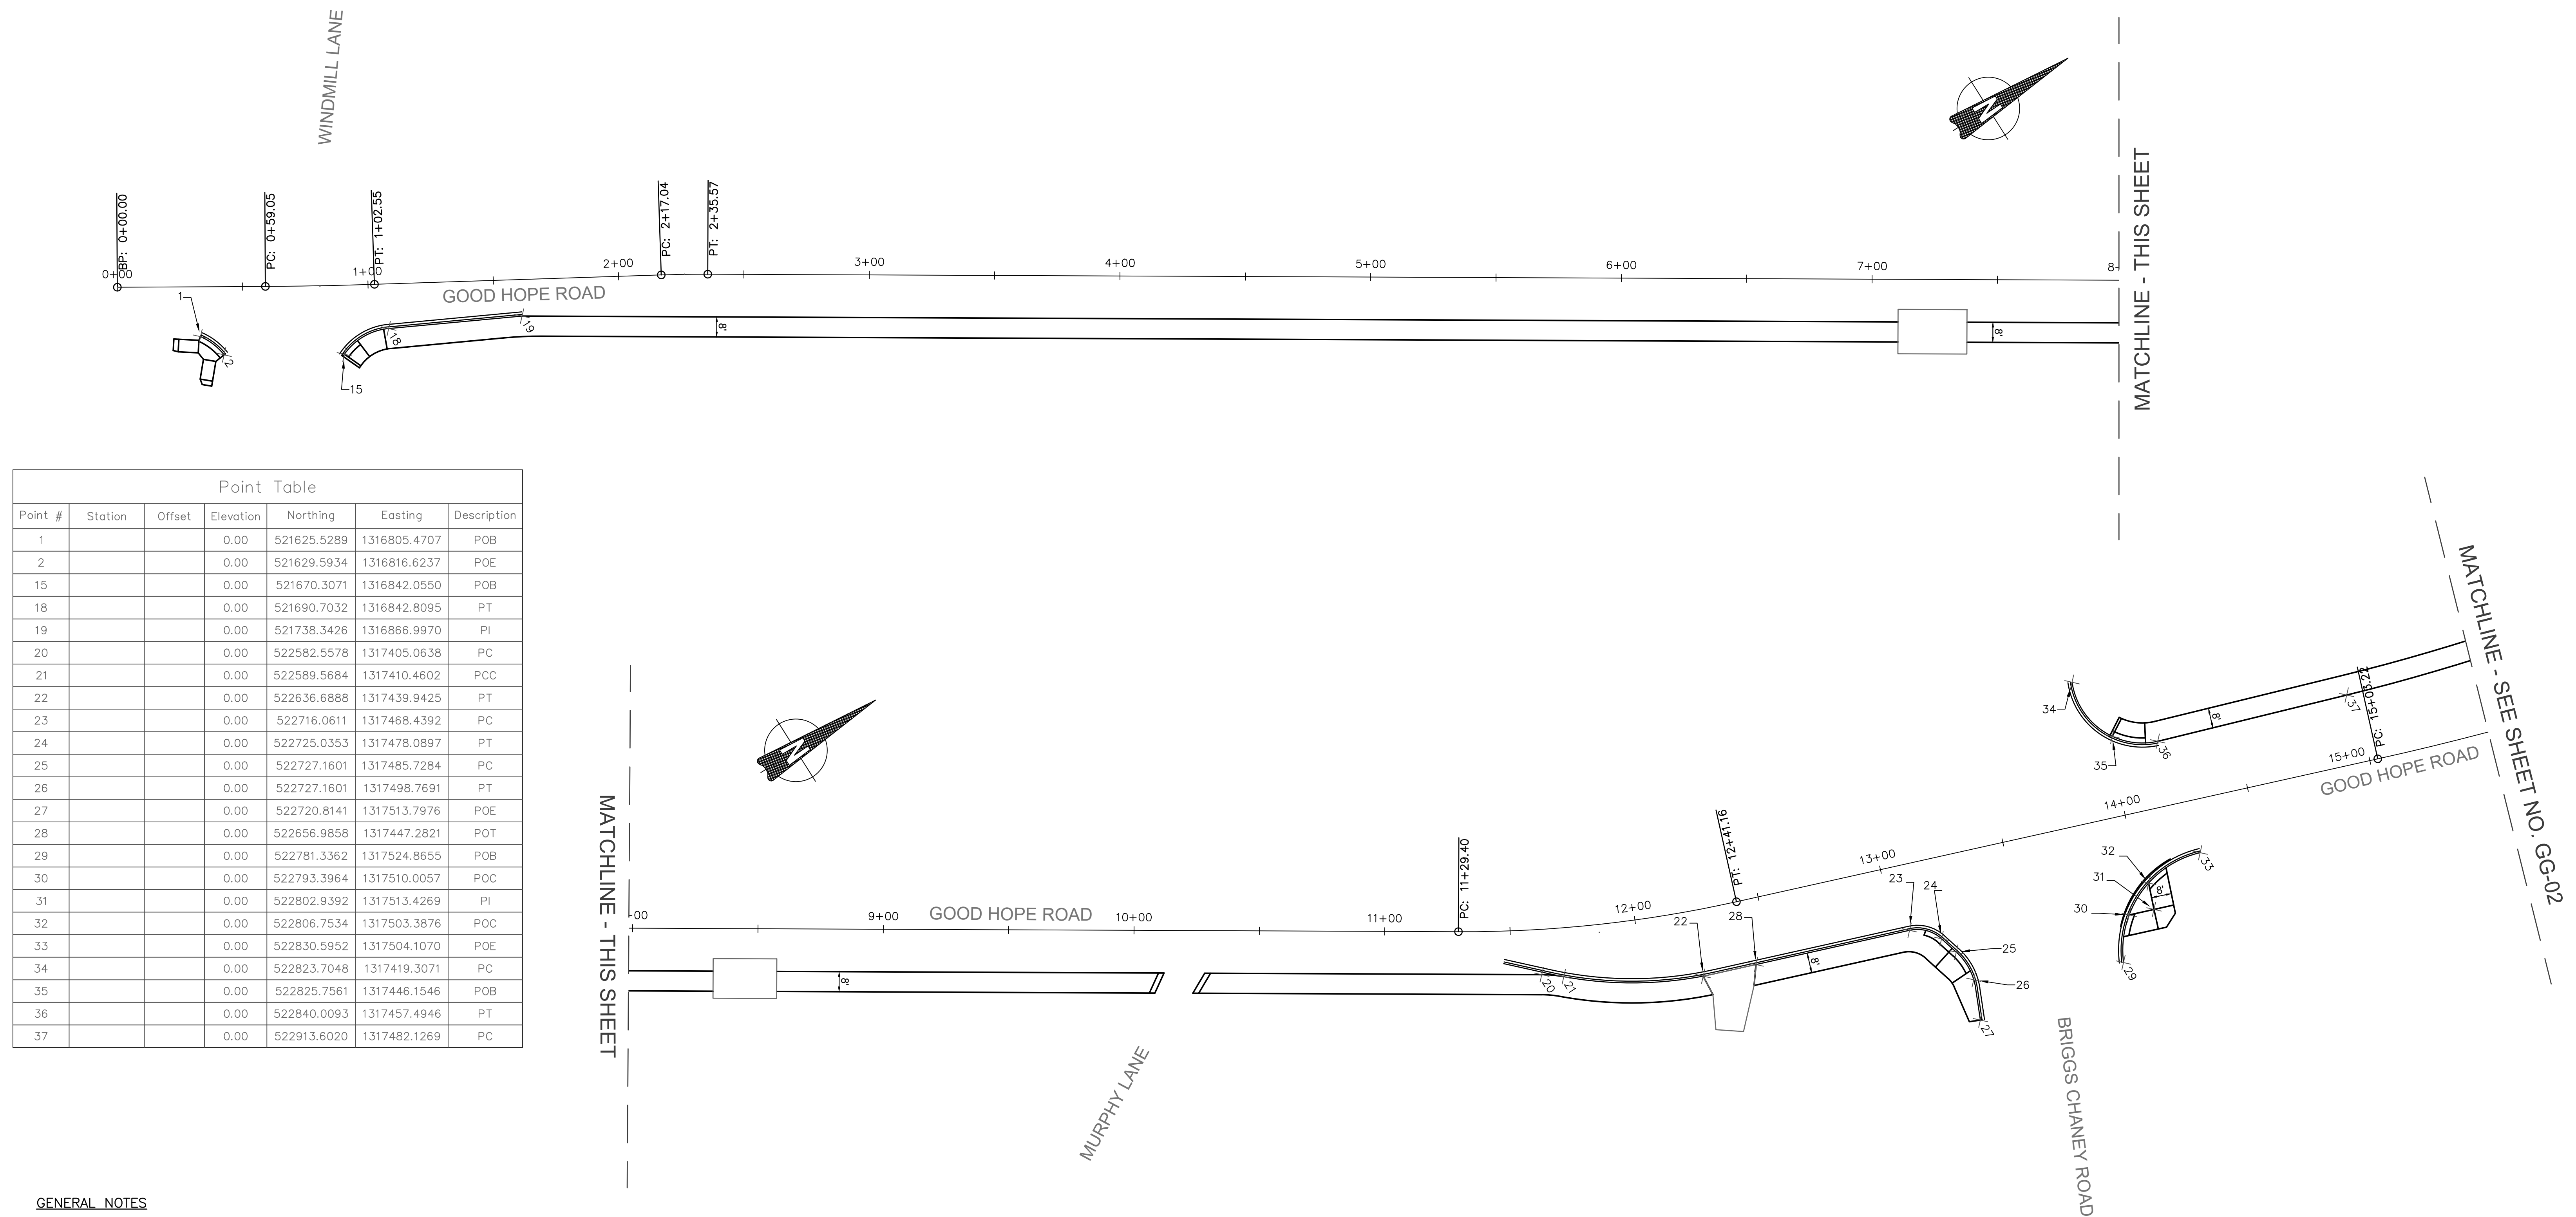 WINDMILL LANE
N
MATCHLINE - THIS SHEET
BP: 0+00.00
PC: 0+59.05
PT: 1+02.55
PC: 2+17.04
PT: 2+35.57
0+00
1+00
2+00
3+00
4+00
5+00
6+00
7+00
8-
GOOD HOPE ROAD
1
2
15
18
19
8'
8'
Point Table
Point # Station Offset Elevation Northing Easting Description
1 0.00 521625.5289 1316805.4707 POB
2 0.00 521629.5934 1316816.6237 POE
15 0.00 521670.3071 1316842.0550 POB
18 0.00 521690.7032 1316842.8095 PT
19 0.00 521738.3426 1316866.9970 PI
20 0.00 522582.5578 1317405.0638 PC
21 0.00 522589.5684 1317410.4602 PCC
22 0.00 522636.6888 1317439.9425 PT
23 0.00 522716.0611 1317468.4392 PC
24 0.00 522725.0353 1317478.0897 PT
25 0.00 522727.1601 1317485.7284 PC
26 0.00 522727.1601 1317498.7691 PT
27 0.00 522720.8141 1317513.7976 POE
28 0.00 522656.9858 1317447.2821 POT
29 0.00 522781.3362 1317524.8655 POB
30 0.00 522793.3964 1317510.0057 POC
31 0.00 522802.9392 1317513.4269 PI
32 0.00 522806.7534 1317503.3876 POC
33 0.00 522830.5952 1317504.1070 POE
34 0.00 522823.7048 1317419.3071 PC
35 0.00 522825.7561 1317446.1546 POB
36 0.00 522840.0093 1317457.4946 PT
37 0.00 522913.6020 1317482.1269 PC
MATCHLINE - THIS SHEET
N
-00
9+00
GOOD HOPE ROAD
10+00
11+00
PC: 11+29.40
12+00
PT: 12+41.16
13+00
14+00
15+00
PC: 15+03.22
GOOD HOPE ROAD
MATCHLINE - SEE SHEET NO. GG-02
8'
20
21
22
28
8'
23
24
25
26
27
34
35
36
8'
37
32
31
30
8'
33
29
MURPHY LANE
BRIGGS CHANEY ROAD
GENERAL NOTES